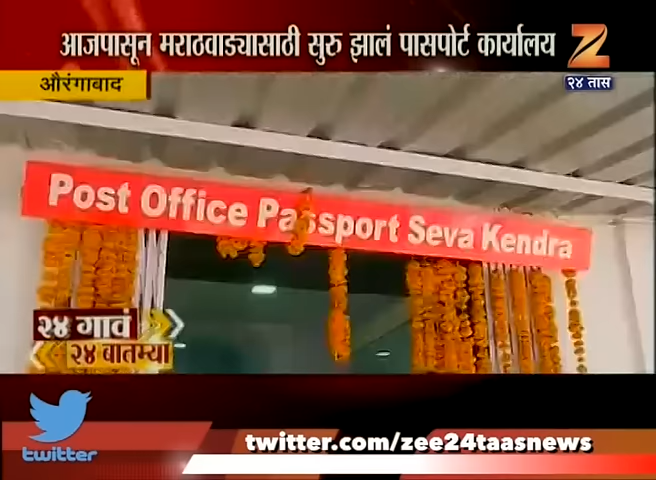 आजपासून मराठवाड्यासाठी सुरु झालं पासपोर्ट कार्यालय
२४ तास
औरंगाबाद
Post Office Passport Seva Kendra
२४ गावं
२४ बातम्या
twitter
twitter.com/zee24taasnews